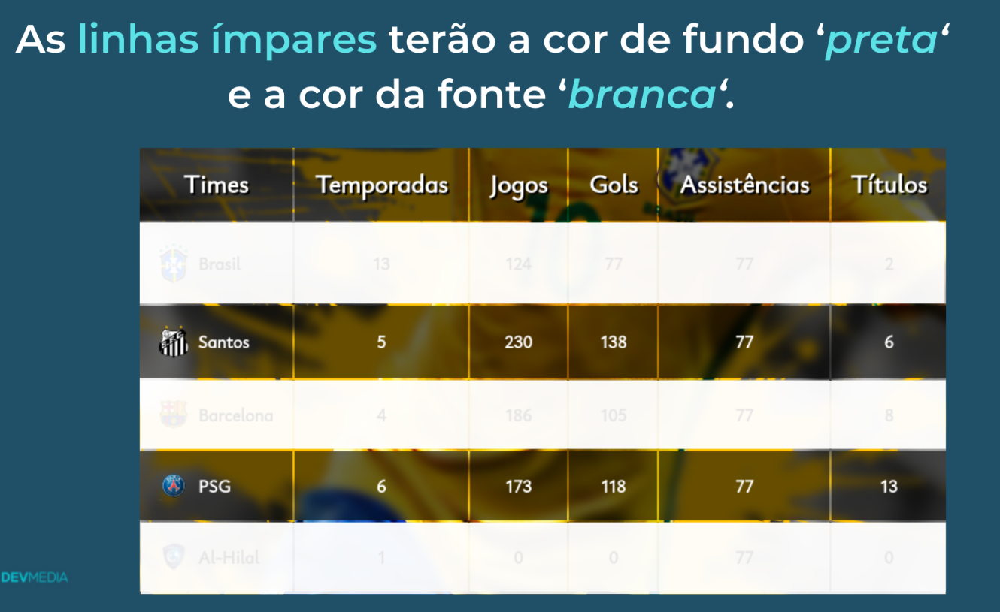 As linhas ímpares terão a cor de fundo ‘preta‘
e a cor da fonte ‘branca‘.
Times Temporadas Jogos Gols Assistências Títulos
Brasil 13 124 77 77 2
Santos 5 230 138 77 6
Barcelona 4 186 105 77 8
PSG 6 173 118 77 13
Al-Hilal 1 0 0 77 0
DEVMEDIA